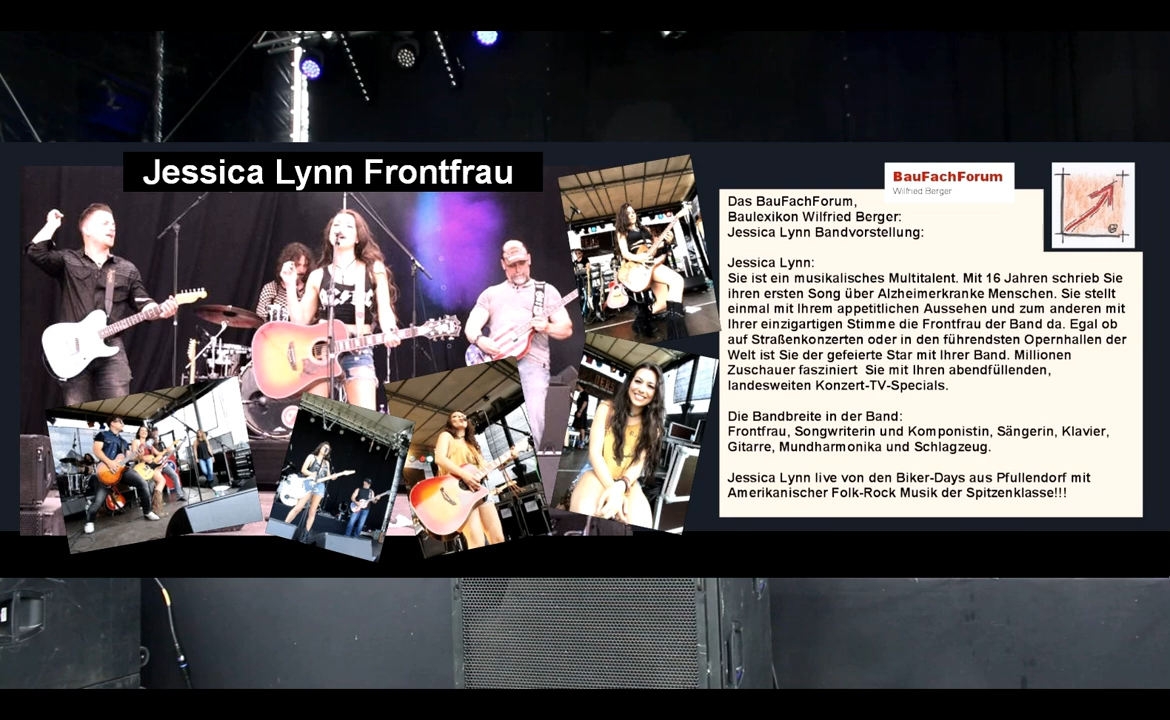 Jessica Lynn Frontfrau
BauFachForum
Wilfried Berger
Das BauFachForum,
Baulexikon Wilfried Berger:
Jessica Lynn Bandvorstellung:
Jessica Lynn:
Sie ist ein musikalisches Multitalent. Mit 16 Jahren schrieb Sie
ihren ersten Song über Alzheimerkranke Menschen. Sie stellt
einmal mit Ihrem appetitlichen Aussehen und zum anderen mit
Ihrer einzigartigen Stimme die Frontfrau der Band da. Egal ob
auf Straßenkonzerten oder in den führendsten Opernhallen der
Welt ist Sie der gefeierte Star mit Ihrer Band. Millionen
Zuschauer fasziniert Sie mit Ihren abendfüllenden,
landesweiten Konzert-TV-Specials.
Die Bandbreite in der Band:
Frontfrau, Songwriterin und Komponistin, Sängerin, Klavier,
Gitarre, Mundharmonika und Schlagzeug.
Jessica Lynn live von den Biker-Days aus Pfullendorf mit
Amerikanischer Folk-Rock Musik der Spitzenklasse!!!